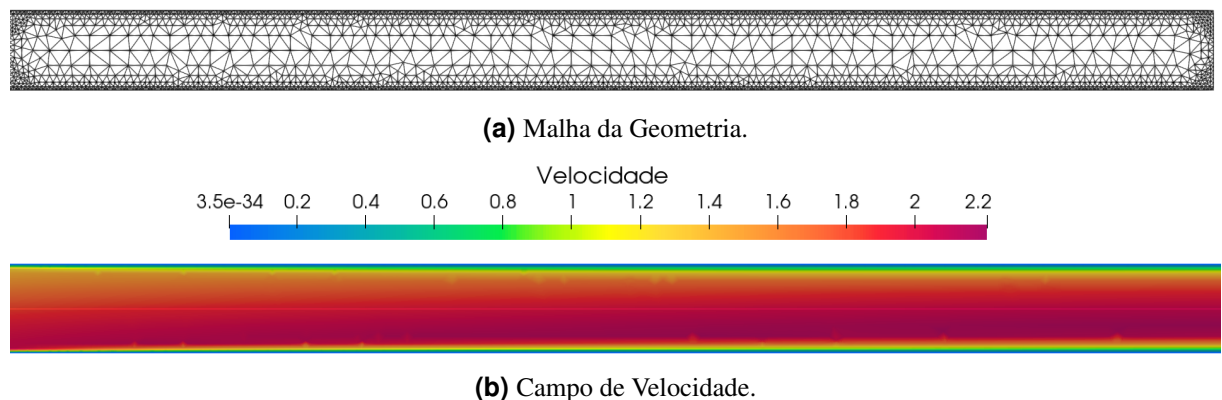 (a) Malha da Geometria.
Velocidade
3.5e-34 0.2 0.4 0.6 0.8 1 1.2 1.4 1.6 1.8 2 2.2
(b) Campo de Velocidade.